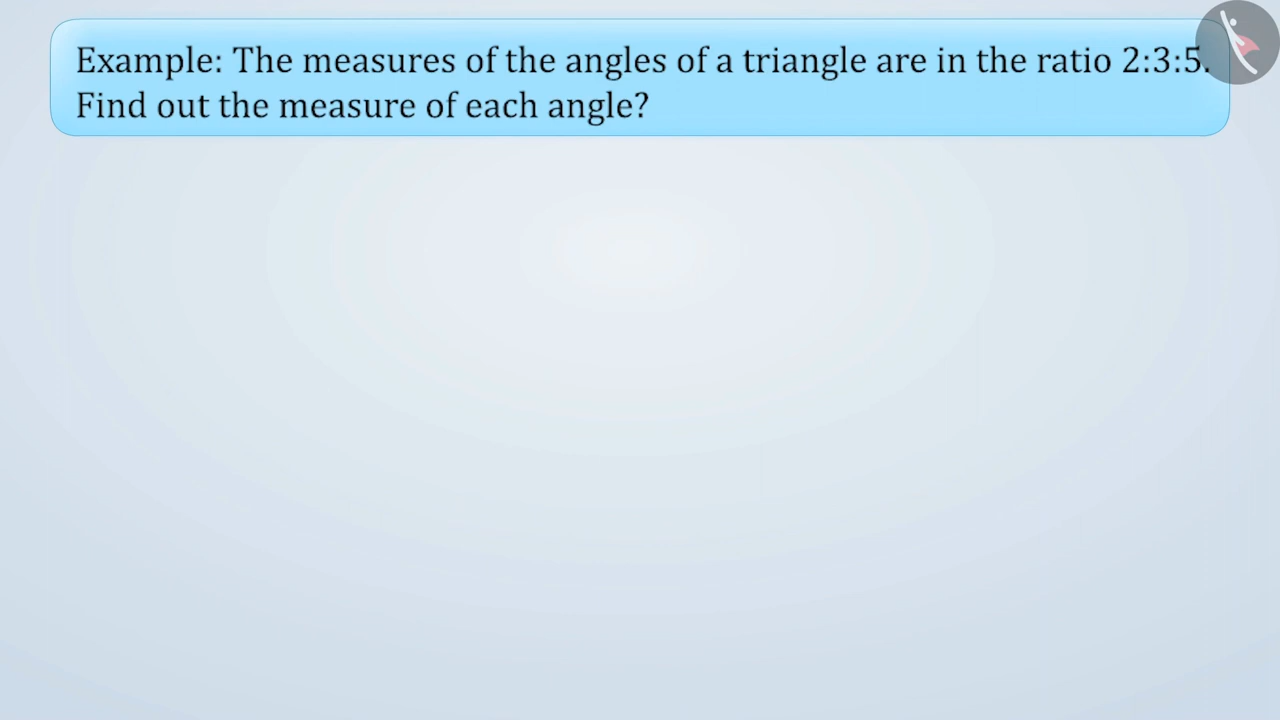 Example: The measures of the angles of a triangle are in the ratio 2:3:5.
Find out the measure of each angle?